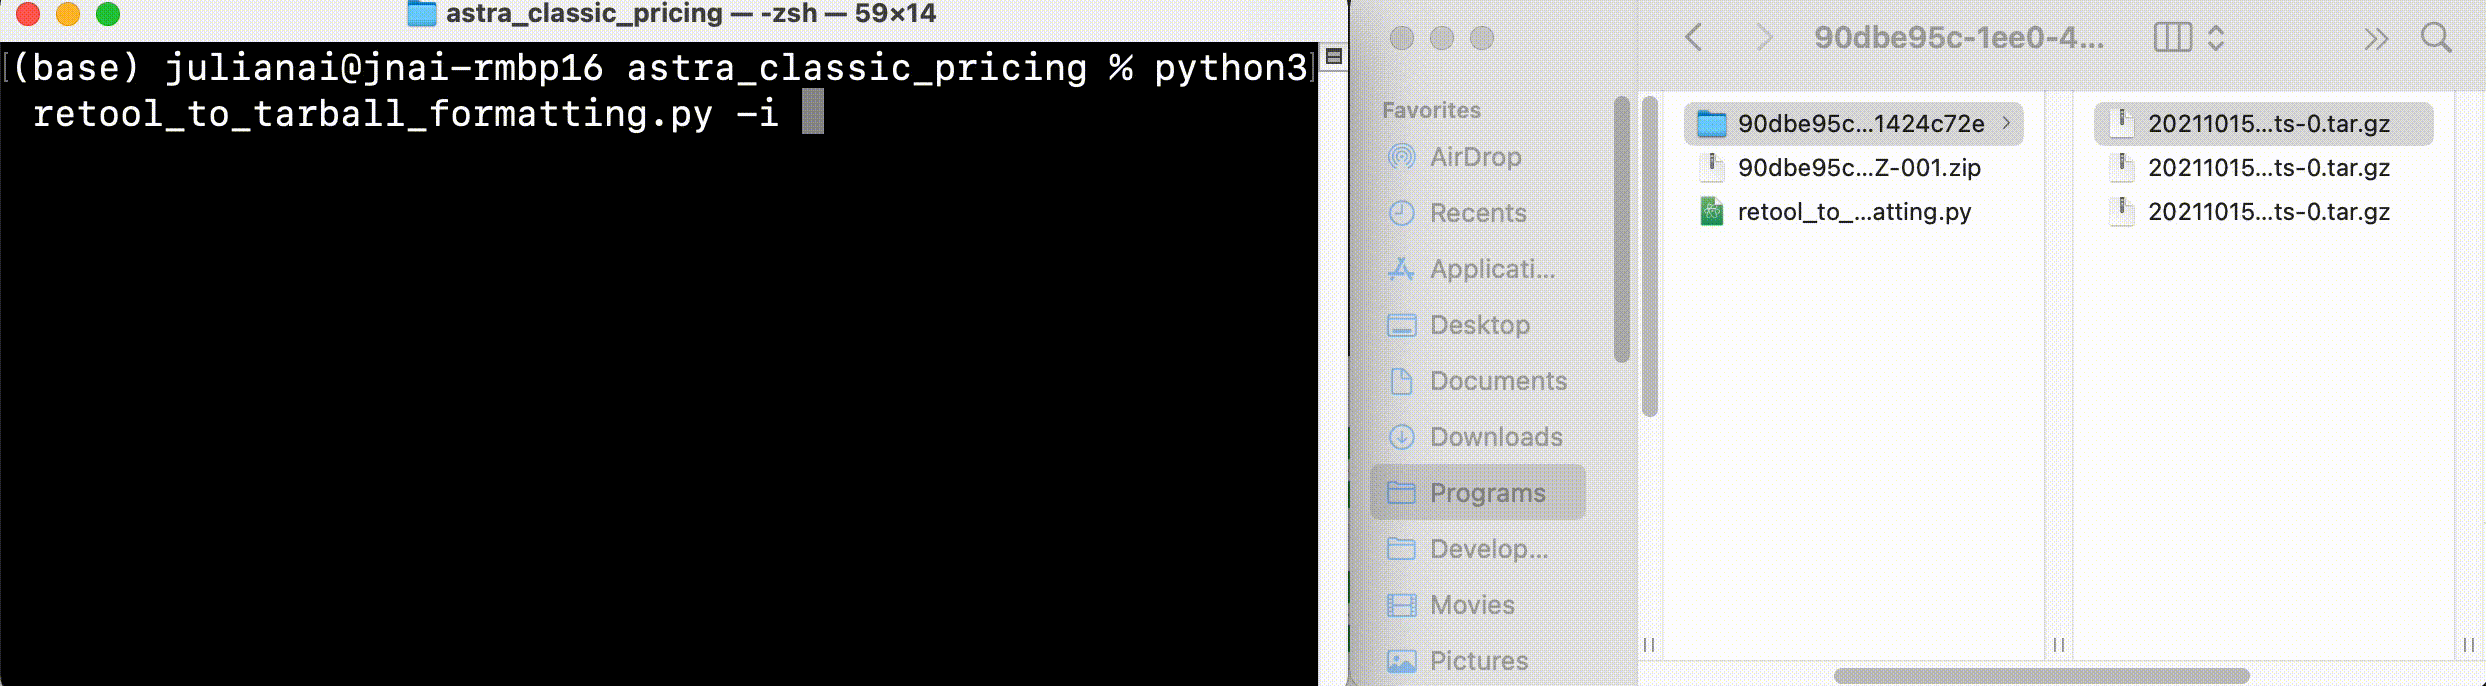 astra_classic_pricing — -zsh — 59×14
(base) julianai@jnai-rmbp16 astra_classic_pricing % python3
retool_to_tarball_formatting.py -i
90dbe95c-1ee0-4...
Favorites
AirDrop
Recents
Applicati...
Desktop
Documents
Downloads
Programs
Develop...
Movies
Pictures
90dbe95c...1424c72e
90dbe95c...Z-001.zip
retool_to_...atting.py
20211015...ts-0.tar.gz
20211015...ts-0.tar.gz
20211015...ts-0.tar.gz